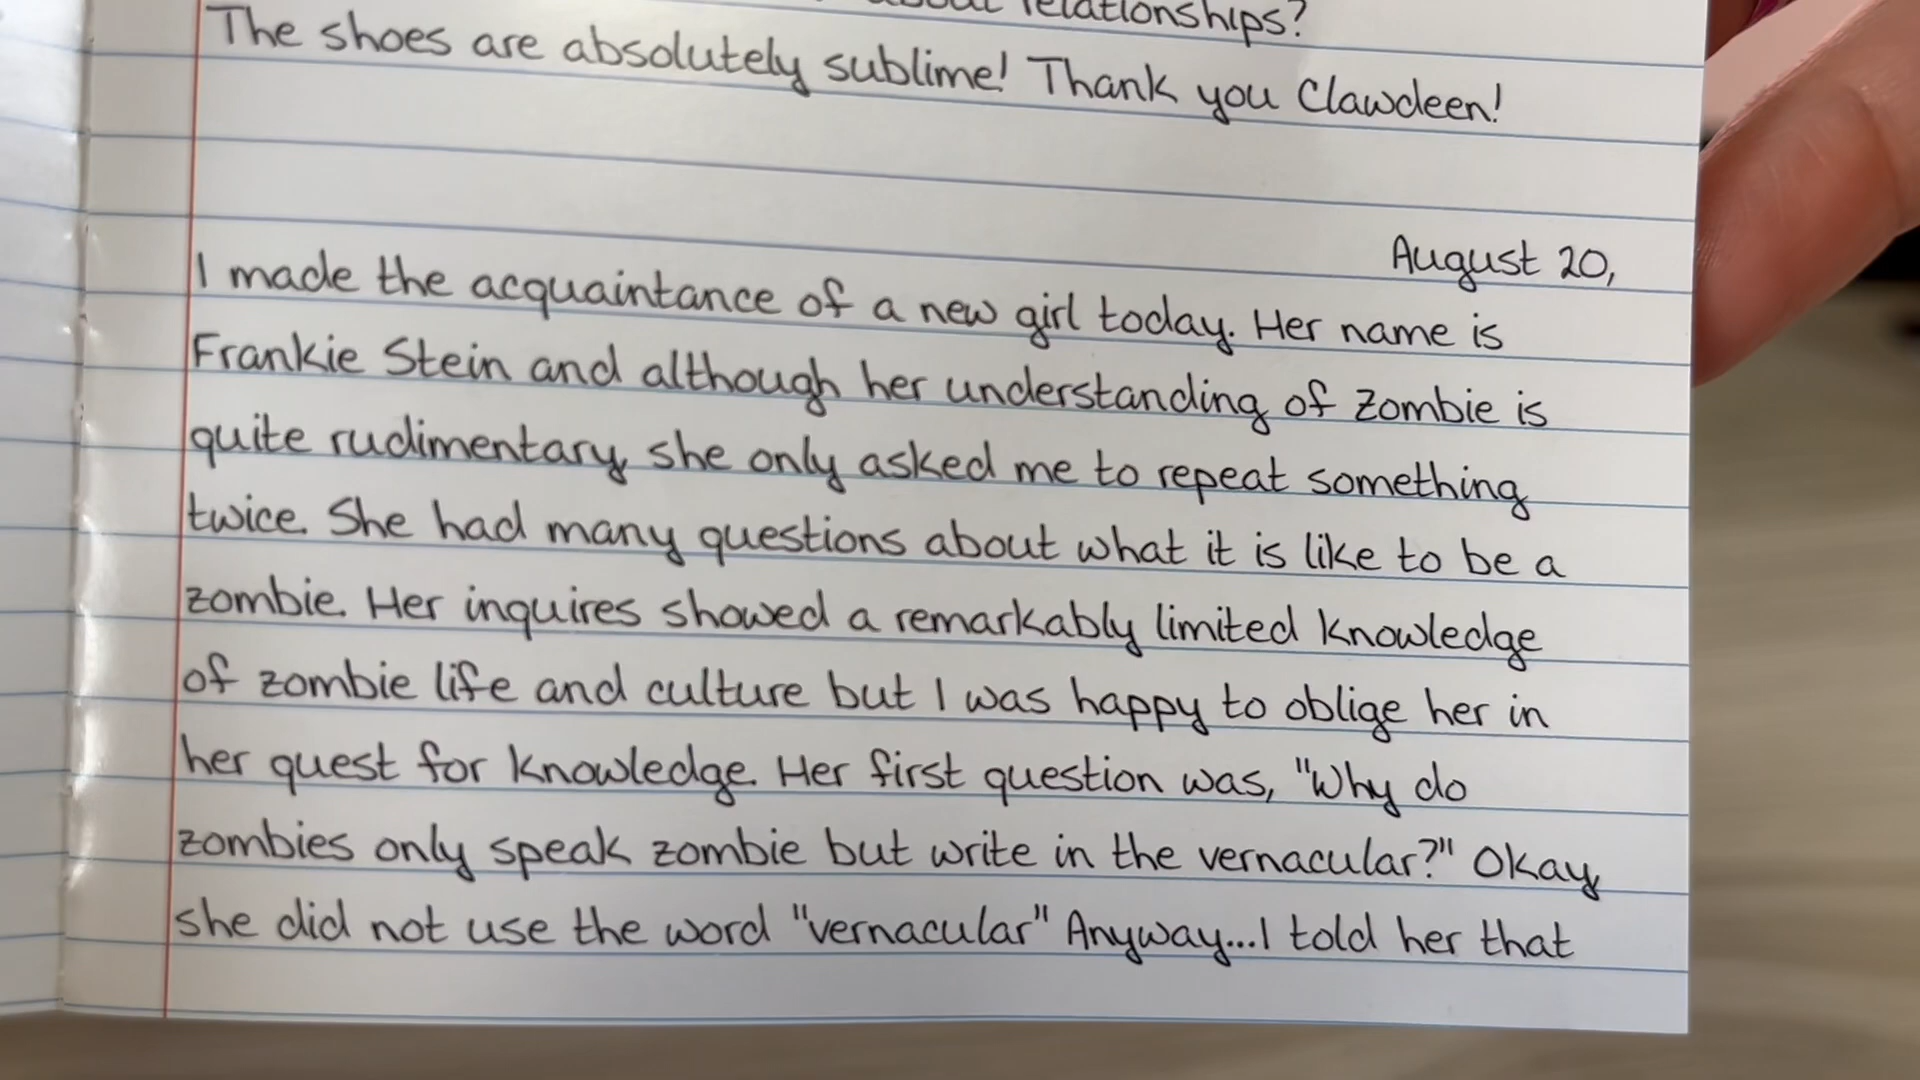 about relationships?
The shoes are absolutely sublime! Thank you Clawdeen!
August 20,
I made the acquaintance of a new girl today. Her name is
Frankie Stein and although her understanding of zombie is
quite rudimentary, she only asked me to repeat something
twice. She had many questions about what it is like to be a
zombie. Her inquires showed a remarkably limited knowledge
of zombie life and culture but I was happy to oblige her in
her quest for knowledge. Her first question was, "Why do
zombies only speak zombie but write in the vernacular?" Okay,
she did not use the word "vernacular" Anyway...I told her that